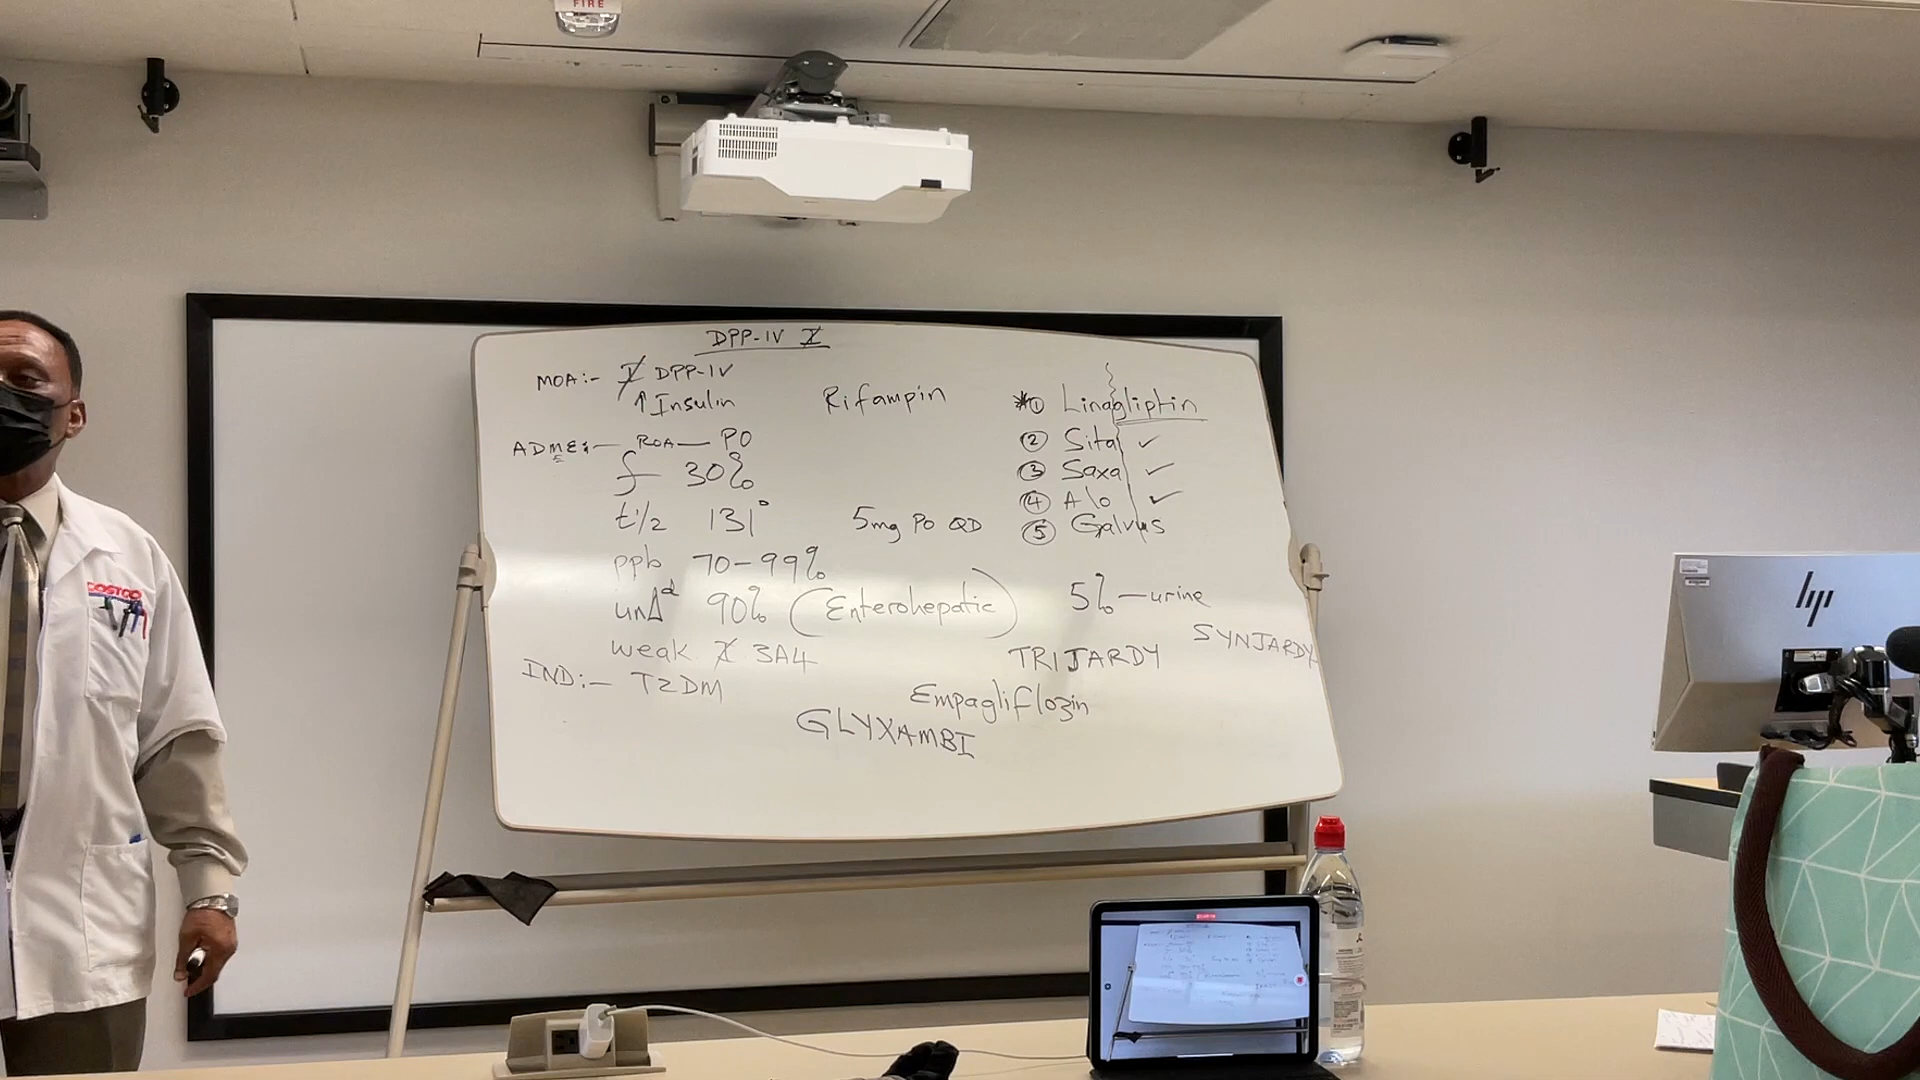 FIRE
DPP-IV I
MOA:- I DPP-IV
↑ Insulin
Rifampin
*① Linagliptin
② Sita ✓
③ Saxa ✓
④ Alo ✓
⑤ Galvus
ADME:- ROA- PO
f 30%
t1/2 131°
5mg PO QD
ppb 70-99%
unΔd 90% (Enterohepatic)
5% - urine
weak I 3A4
TRIJARDY
SYNJARDY
IND:- T2DM
Empagliflozin
GLYXAMBI
COSTCO
hp